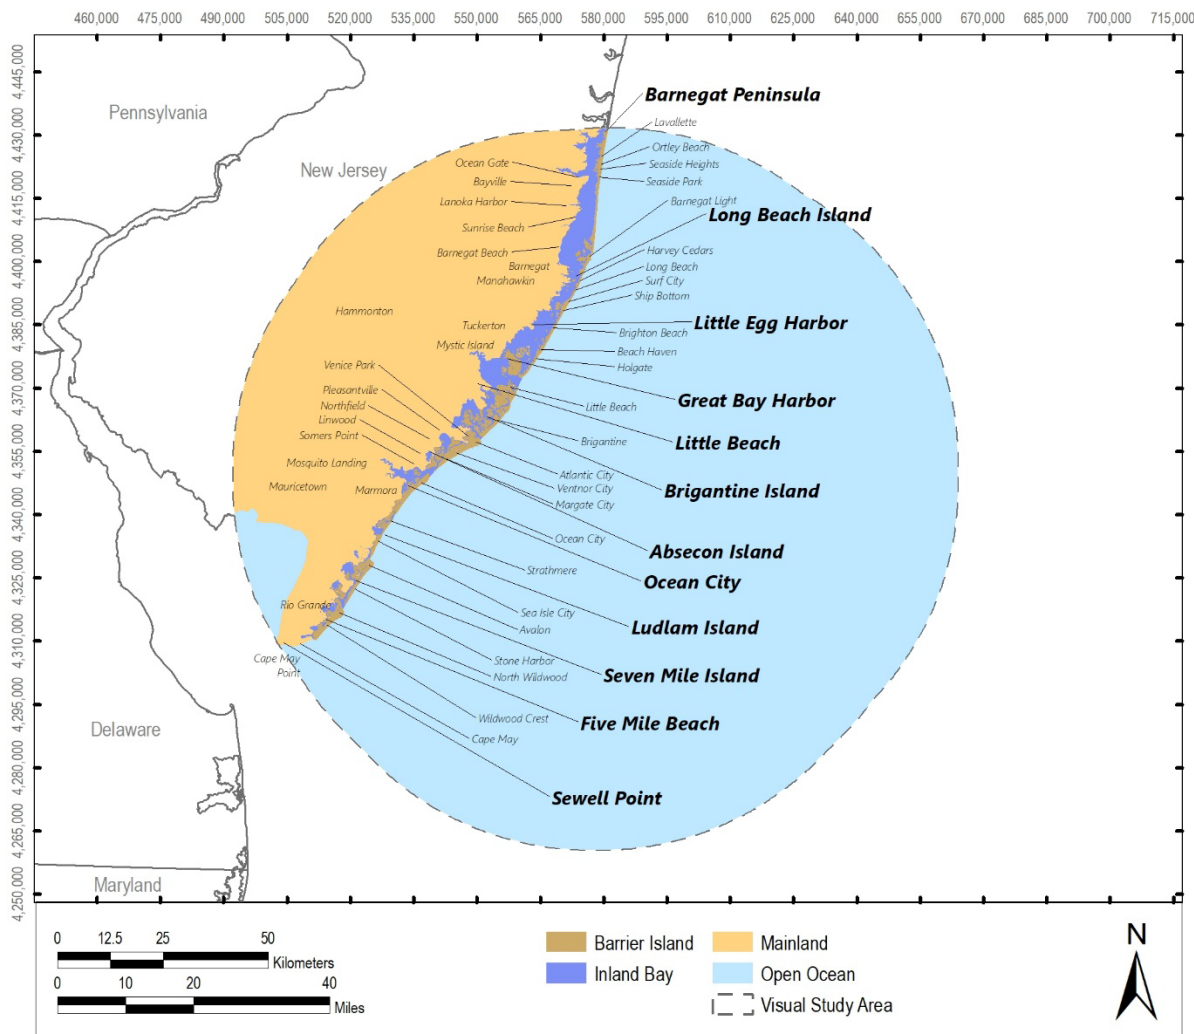 460,000 475,000 490,000 505,000 520,000 535,000 550,000 565,000 580,000 595,000 610,000 625,000 640,000 655,000 670,000 685,000 700,000 715,000
4,445,000
4,430,000
4,415,000
4,400,000
4,385,000
4,370,000
4,355,000
4,340,000
4,325,000
4,310,000
4,295,000
4,280,000
4,265,000
4,250,000
Pennsylvania
New Jersey
Delaware
Maryland
Barnegat Peninsula
Lavallette
Ortley Beach
Ocean Gate
Seaside Heights
Bayville
Seaside Park
Lanoka Harbor
Barnegat Light
Long Beach Island
Sunrise Beach
Barnegat Beach
Harvey Cedars
Barnegat
Long Beach
Manahawkin
Surf City
Ship Bottom
Hammonton
Tuckerton
Little Egg Harbor
Brighton Beach
Mystic Island
Beach Haven
Venice Park
Holgate
Pleasantville
Great Bay Harbor
Northfield
Little Beach
Linwood
Somers Point
Brigantine
Little Beach
Mosquito Landing
Atlantic City
Mauricetown
Marmora
Ventnor City
Brigantine Island
Margate City
Ocean City
Absecon Island
Strathmere
Ocean City
Rio Grande
Sea Isle City
Avalon
Ludlam Island
Cape May
Point
Stone Harbor
North Wildwood
Seven Mile Island
Wildwood Crest
Five Mile Beach
Cape May
Sewell Point
0 12.5 25 50
Kilometers
0 10 20 40
Miles
Barrier Island
Inland Bay
Mainland
Open Ocean
Visual Study Area
N